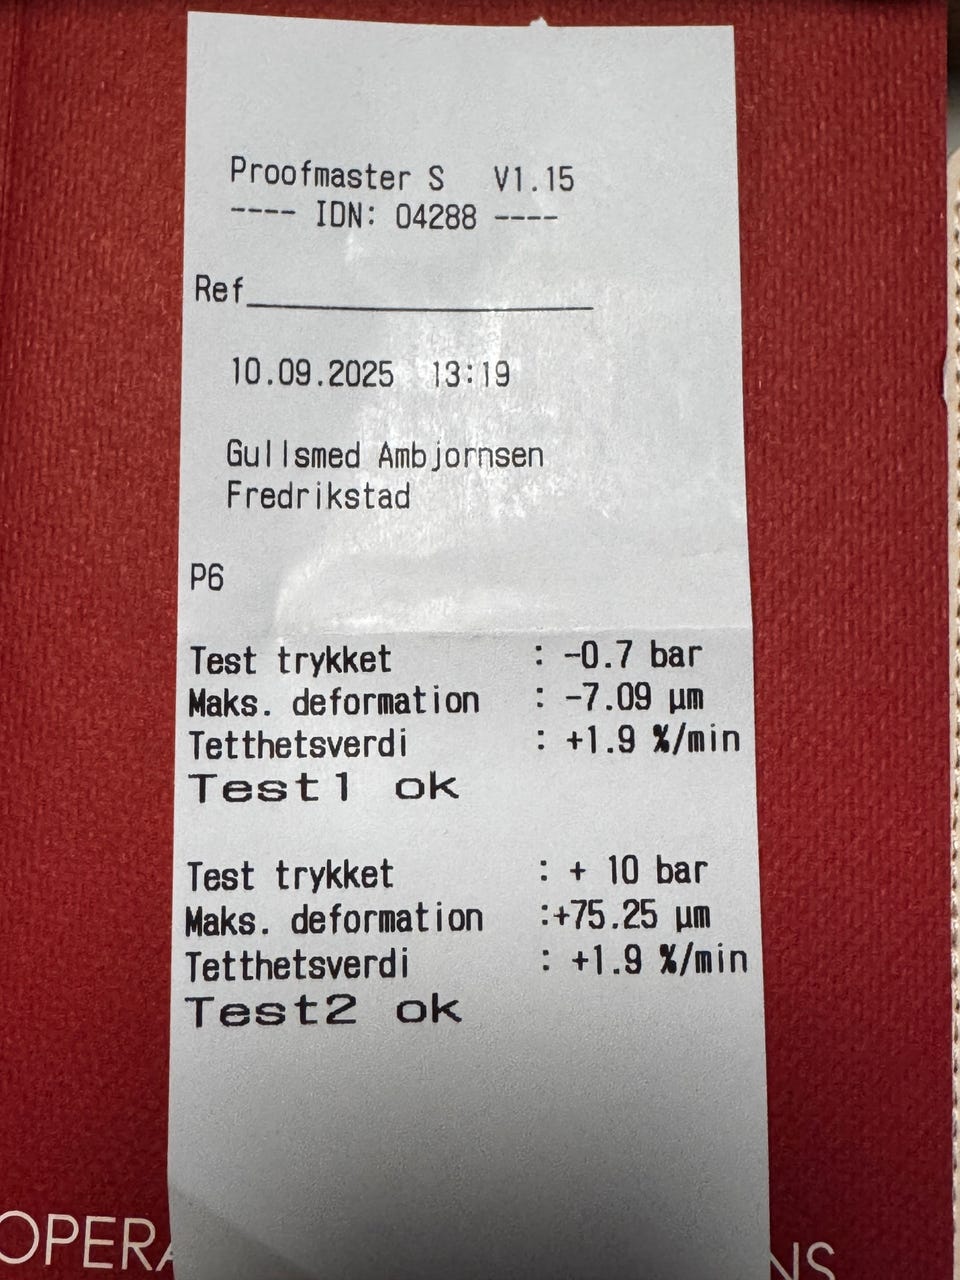 Proofmaster S V1.15
---- IDN: 04288 ----
Ref____________________
10.09.2025 13:19
Gullsmed Ambjornsen
Fredrikstad
P6
Test trykket : -0.7 bar
Maks. deformation : -7.09 µm
Tetthetsverdi : +1.9 %/min
Test1 ok
Test trykket : + 10 bar
Maks. deformation :+75.25 µm
Tetthetsverdi : +1.9 %/min
Test2 ok